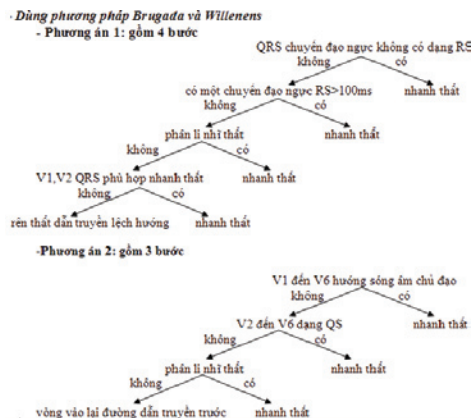 · Dùng phương pháp Brugada và Willenens
- Phương án 1: gồm 4 bước
QRS chuyển đạo ngực không có dạng RS
không
có
có một chuyển đạo ngực RS>100ms
nhanh thất
không
có
phân li nhĩ thất
nhanh thất
không
có
V1,V2 QRS phù hợp nhanh thất
nhanh thất
không
có
rên thất dẫn truyền lệch hướng
nhanh thất
-Phương án 2: gồm 3 bước
V1 đến V6 hướng sóng âm chủ đạo
không
có
V2 đến V6 dạng QS
nhanh thất
không
có
phân li nhĩ thất
nhanh thất
không
có
vòng vào lại đường dẫn truyền trước
nhanh thất